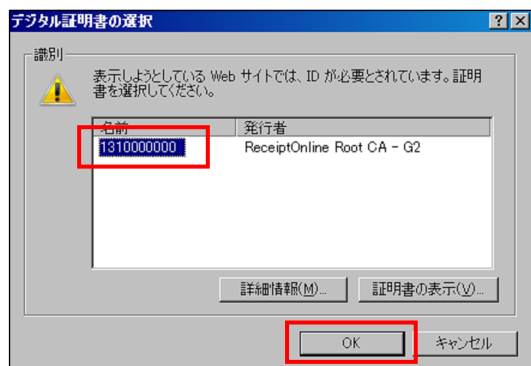 デジタル証明書の選択
識別
表示しようとしている Web サイトでは、ID が必要とされています。証明
書を選択してください。
名前 発行者
1310000000 ReceiptOnline Root CA - G2
詳細情報(M)... 証明書の表示(V)...
OK キャンセル